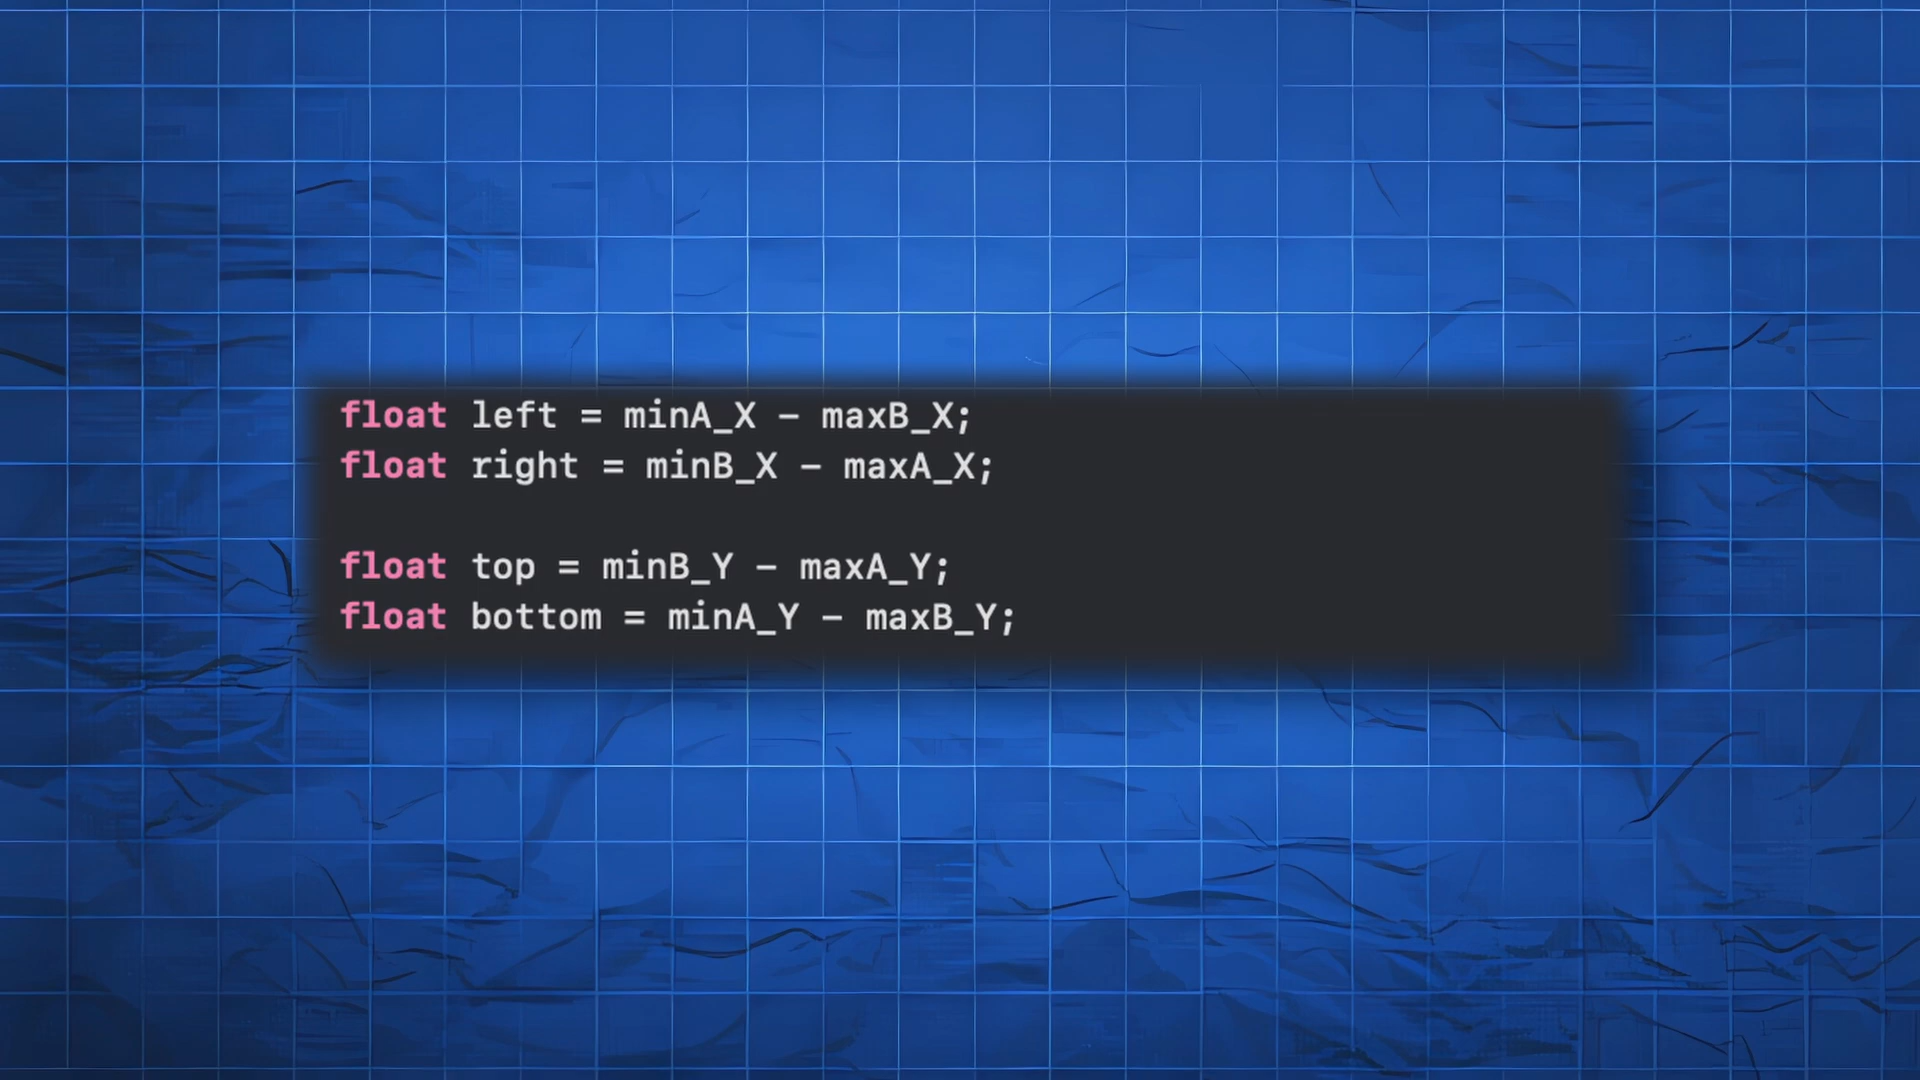 float left = minA_X - maxB_X;
float right = minB_X - maxA_X;
float top = minB_Y - maxA_Y;
float bottom = minA_Y - maxB_Y;